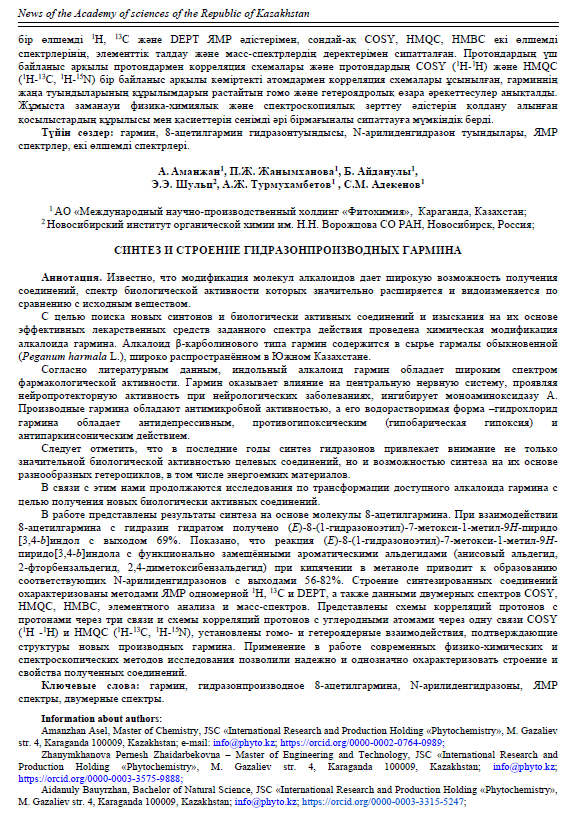 News of the Academy of sciences of the Republic of Kazakhstan
бір өлшемді ¹H, ¹³C және DEPT ЯМР әдістерімен, сондай-ақ COSY, HMQC, HMBC екі өлшемді
спектрлерінің, элементтік талдау және масс-спектрлердің деректерімен сипатталған. Протондардың үш
байланыс арқылы протондармен корреляция схемалары және протондардың COSY (¹H-¹H) және HMQC
(¹H-¹³C, ¹H-¹⁵N) бір байланыс арқылы көміртекті атомдармен корреляция схемалары ұсынылған, гарминнің
жаңа туындыларының құрылымдарын растайтын гомо және гетероядролық өзара әрекеттесулер анықталды.
Жұмыста заманауи физика-химиялық және спектроскопиялық зерттеу әдістерін қолдану алынған
қосылыстардың құрылысы мен қасиеттерін сенімді әрі бірмағыналы сипаттауға мүмкіндік берді.
Түйін сөздер: гармин, 8-ацетилгармин гидразонтуындысы, N-арилиденгидразон туындылары, ЯМР
спектрлер, екі өлшемді спектрлері.
А. Аманжан¹, П.Ж. Жанымханова¹, Б. Айданулы¹,
Э.Э. Шульц², А.Ж. Турмухамбетов¹ , С.М. Адекенов¹
¹ АО «Международный научно-производственный холдинг «Фитохимия», Караганда, Казахстан;
² Новосибирский институт органической химии им. Н.Н. Ворожцова СО РАН, Новосибирск, Россия;
СИНТЕЗ И СТРОЕНИЕ ГИДРАЗОНПРОИЗВОДНЫХ ГАРМИНА
Аннотация. Известно, что модификация молекул алкалоидов дает широкую возможность получения
соединений, спектр биологической активности которых значительно расширяется и видоизменяется по
сравнению с исходным веществом.
С целью поиска новых синтонов и биологически активных соединений и изыскания на их основе
эффективных лекарственных средств заданного спектра действия проведена химическая модификация
алкалоида гармина. Алкалоид β-карболинового типа гармин содержится в сырье гармалы обыкновенной
(Peganum harmala L.), широко распространённом в Южном Казахстане.
Согласно литературным данным, индольный алкалоид гармин обладает широким спектром
фармакологической активности. Гармин оказывает влияние на центральную нервную систему, проявляя
нейропротекторную активность при нейрологических заболеваниях, ингибирует моноаминоксидазу А.
Производные гармина обладают антимикробной активностью, а его водорастворимая форма –гидрохлорид
гармина обладает антидепрессивным, противогипоксическим (гипобарическая гипоксия) и
антипаркинсоническим действием.
Следует отметить, что в последние годы синтез гидразонов привлекает внимание не только
значительной биологической активностью целевых соединений, но и возможностью синтеза на их основе
разнообразных гетероциклов, в том числе энергоемких материалов.
В связи с этим нами продолжаются исследования по трансформации доступного алкалоида гармина с
целью получения новых биологически активных соединений.
В работе представлены результаты синтеза на основе молекулы 8-ацетилгармина. При взаимодействии
8-ацетилгармина с гидразин гидратом получено (E)-8-(1-гидразоноэтил)-7-метокси-1-метил-9H-пиридо
[3,4-b]индол с выходом 69%. Показано, что реакция (E)-8-(1-гидразоноэтил)-7-метокси-1-метил-9H-
пиридо[3,4-b]индола с функционально замещёнными ароматическими альдегидами (анисовый альдегид,
2-фторбензальдегид, 2,4-диметоксибензальдегид) при кипячении в метаноле приводит к образованию
соответствующих N-арилиденгидразонов с выходами 56-82%. Строение синтезированных соединений
охарактеризованы методами ЯМР одномерной ¹H, ¹³C и DEPT, а также данными двумерных спектров COSY,
HMQC, HMBC, элементного анализа и масс-спектров. Представлены схемы корреляций протонов с
протонами через три связи и схемы корреляций протонов с углеродными атомами через одну связи COSY
(¹H -¹H) и HMQC (¹H-¹³C, ¹H-¹⁵N), установлены гомо- и гетероядерные взаимодействия, подтверждающие
структуры новых производных гармина. Применение в работе современных физико-химических и
спектроскопических методов исследования позволили надежно и однозначно охарактеризовать строение и
свойства полученных соединений.
Ключевые слова: гармин, гидразонпроизводное 8-ацетилгармина, N-арилиденгидразоны, ЯМР
спектры, двумерные спектры.
Information about authors:
Amanzhan Asel, Master of Chemistry, JSC «International Research and Production Holding «Phytochemistry», M. Gazaliev
str. 4, Karaganda 100009, Kazakhstan; e-mail: info@phyto.kz; https://orcid.org/0000-0002-0764-0989;
Zhanymkhanova Pernesh Zhaidarbekovna – Master of Engineering and Technology, JSC «International Research and
Production Holding «Phytochemistry», M. Gazaliev str. 4, Karaganda 100009, Kazakhstan; info@phyto.kz;
https://orcid.org/0000-0003-3575-9888;
Aidanuly Bauyrzhan, Bachelor of Natural Science, JSC «International Research and Production Holding «Phytochemistry»,
M. Gazaliev str. 4, Karaganda 100009, Kazakhstan; info@phyto.kz; https://orcid.org/0000-0003-3315-5247;